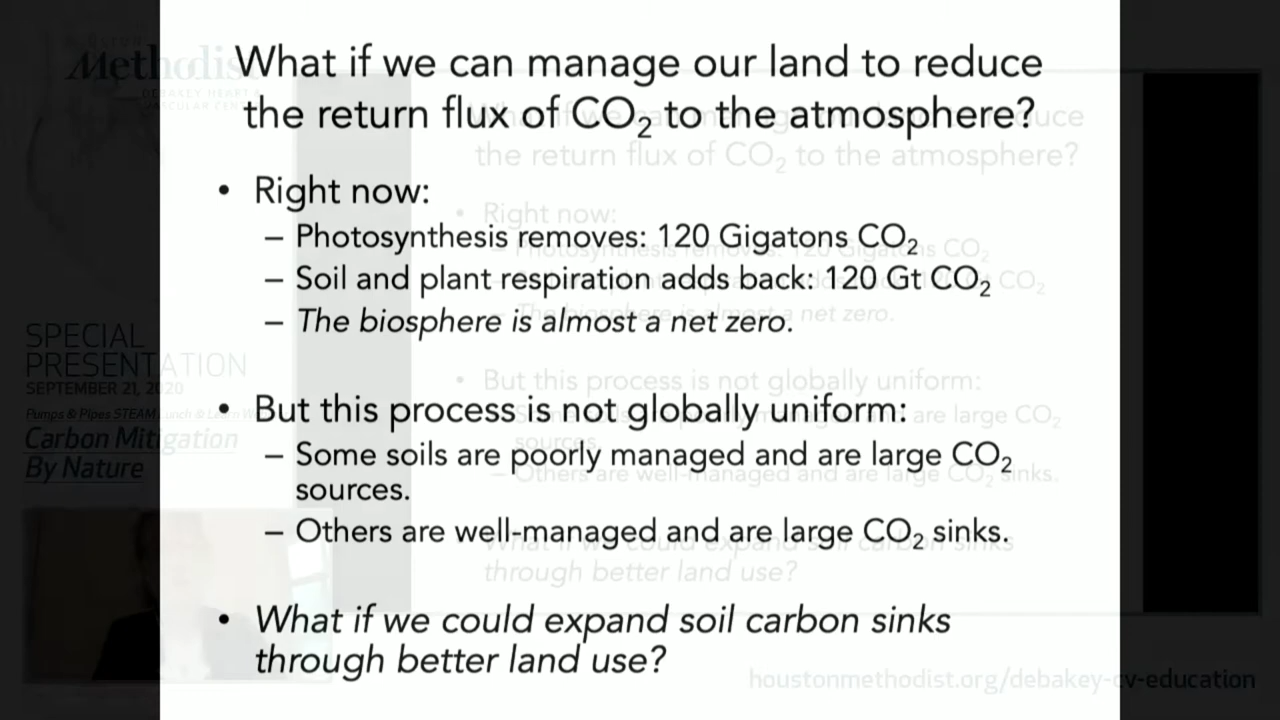 What if we can manage our land to reduce
the return flux of CO₂ to the atmosphere?
• Right now:
– Photosynthesis removes: 120 Gigatons CO₂
– Soil and plant respiration adds back: 120 Gt CO₂
– The biosphere is almost a net zero.
• But this process is not globally uniform:
– Some soils are poorly managed and are large CO₂
sources.
– Others are well-managed and are large CO₂ sinks.
• What if we could expand soil carbon sinks
through better land use?
Methodist
DEBAKEY HEART &
VASCULAR CENTER
SPECIAL
PRESENTATION
SEPTEMBER 21, 2020
Pumps & Pipes STEAM Lunch & Learn
Carbon Mitigation
By Nature
houstonmethodist.org/debakey-cv-education